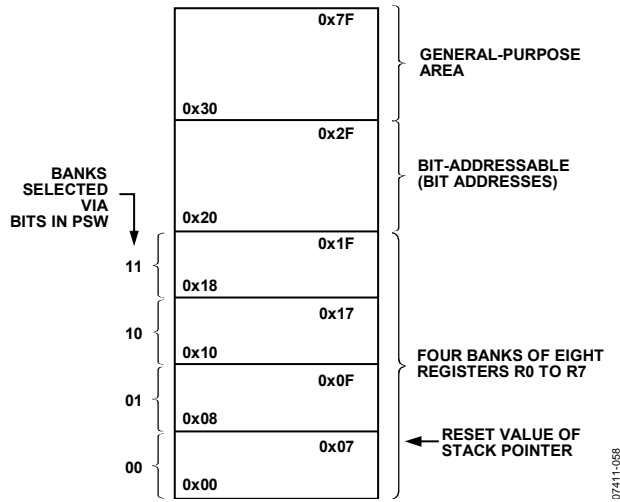 0x7F
GENERAL-PURPOSE
AREA
0x30
0x2F
BANKS
SELECTED
VIA
BITS IN PSW
BIT-ADDRESSABLE
(BIT ADDRESSES)
0x20
0x1F
11
0x18
0x17
10
0x10
FOUR BANKS OF EIGHT
REGISTERS R0 TO R7
0x0F
01
0x08
RESET VALUE OF
STACK POINTER
0x07
00
0x00
07411-058